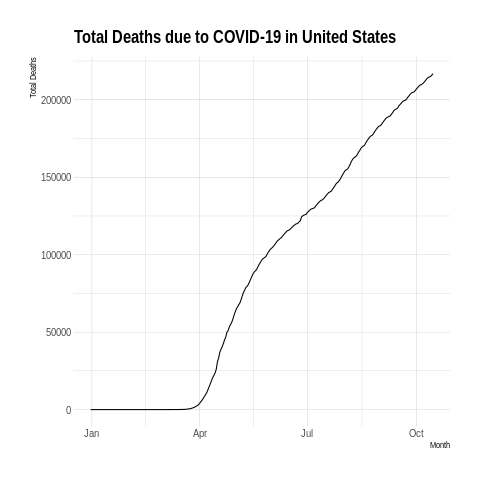 Total Deaths due to COVID-19 in United States
Total Deaths
200000
150000
100000
50000
0
Jan Apr Jul Oct
Month